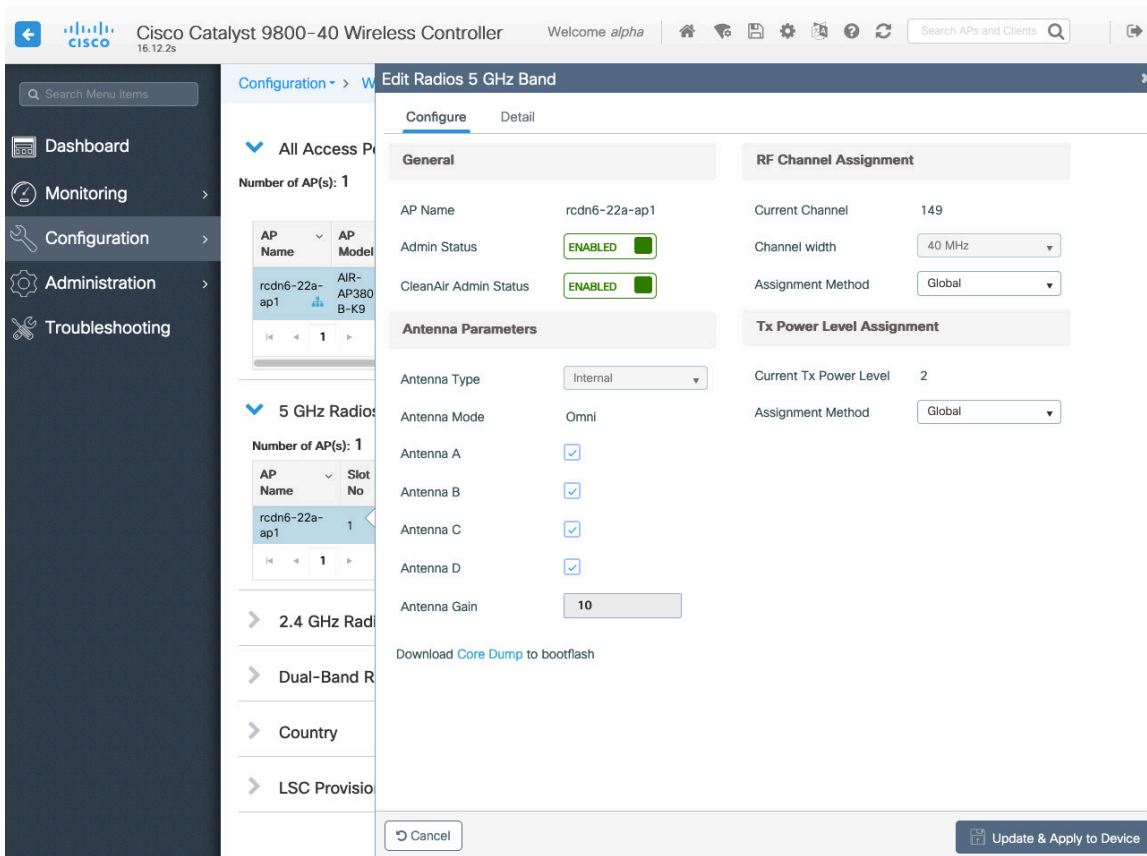 CISCO
Cisco Catalyst 9800-40 Wireless Controller
16.12.2s
Welcome alpha
Search APs and Clients
Search Menu Items
Dashboard
Monitoring
Configuration
Administration
Troubleshooting
Configuration > W
All Access P
Number of AP(s): 1
AP Name
AP Model
rcdn6-22a-ap1
AIR-AP380
B-K9
1
5 GHz Radios
Number of AP(s): 1
AP Name
Slot No
rcdn6-22a-ap1
1
1
2.4 GHz Radi
Dual-Band R
Country
LSC Provisio
Edit Radios 5 GHz Band
Configure Detail
General
AP Name rcdn6-22a-ap1
Admin Status ENABLED
CleanAir Admin Status ENABLED
Antenna Parameters
Antenna Type Internal
Antenna Mode Omni
Antenna A
Antenna B
Antenna C
Antenna D
Antenna Gain 10
Download Core Dump to bootflash
RF Channel Assignment
Current Channel 149
Channel width 40 MHz
Assignment Method Global
Tx Power Level Assignment
Current Tx Power Level 2
Assignment Method Global
Cancel
Update & Apply to Device